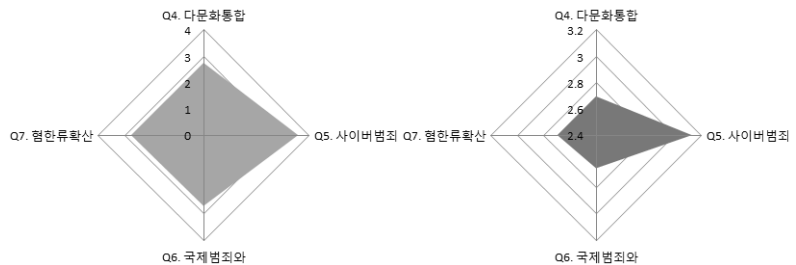 Q4. 다문화통합
4
3
2
1
0
Q7. 혐한류확산
Q5. 사이버범죄
Q6. 국제범죄와
Q4. 다문화통합
3.2
3
2.8
2.6
2.4
Q7. 혐한류확산
Q5. 사이버범죄
Q6. 국제범죄와